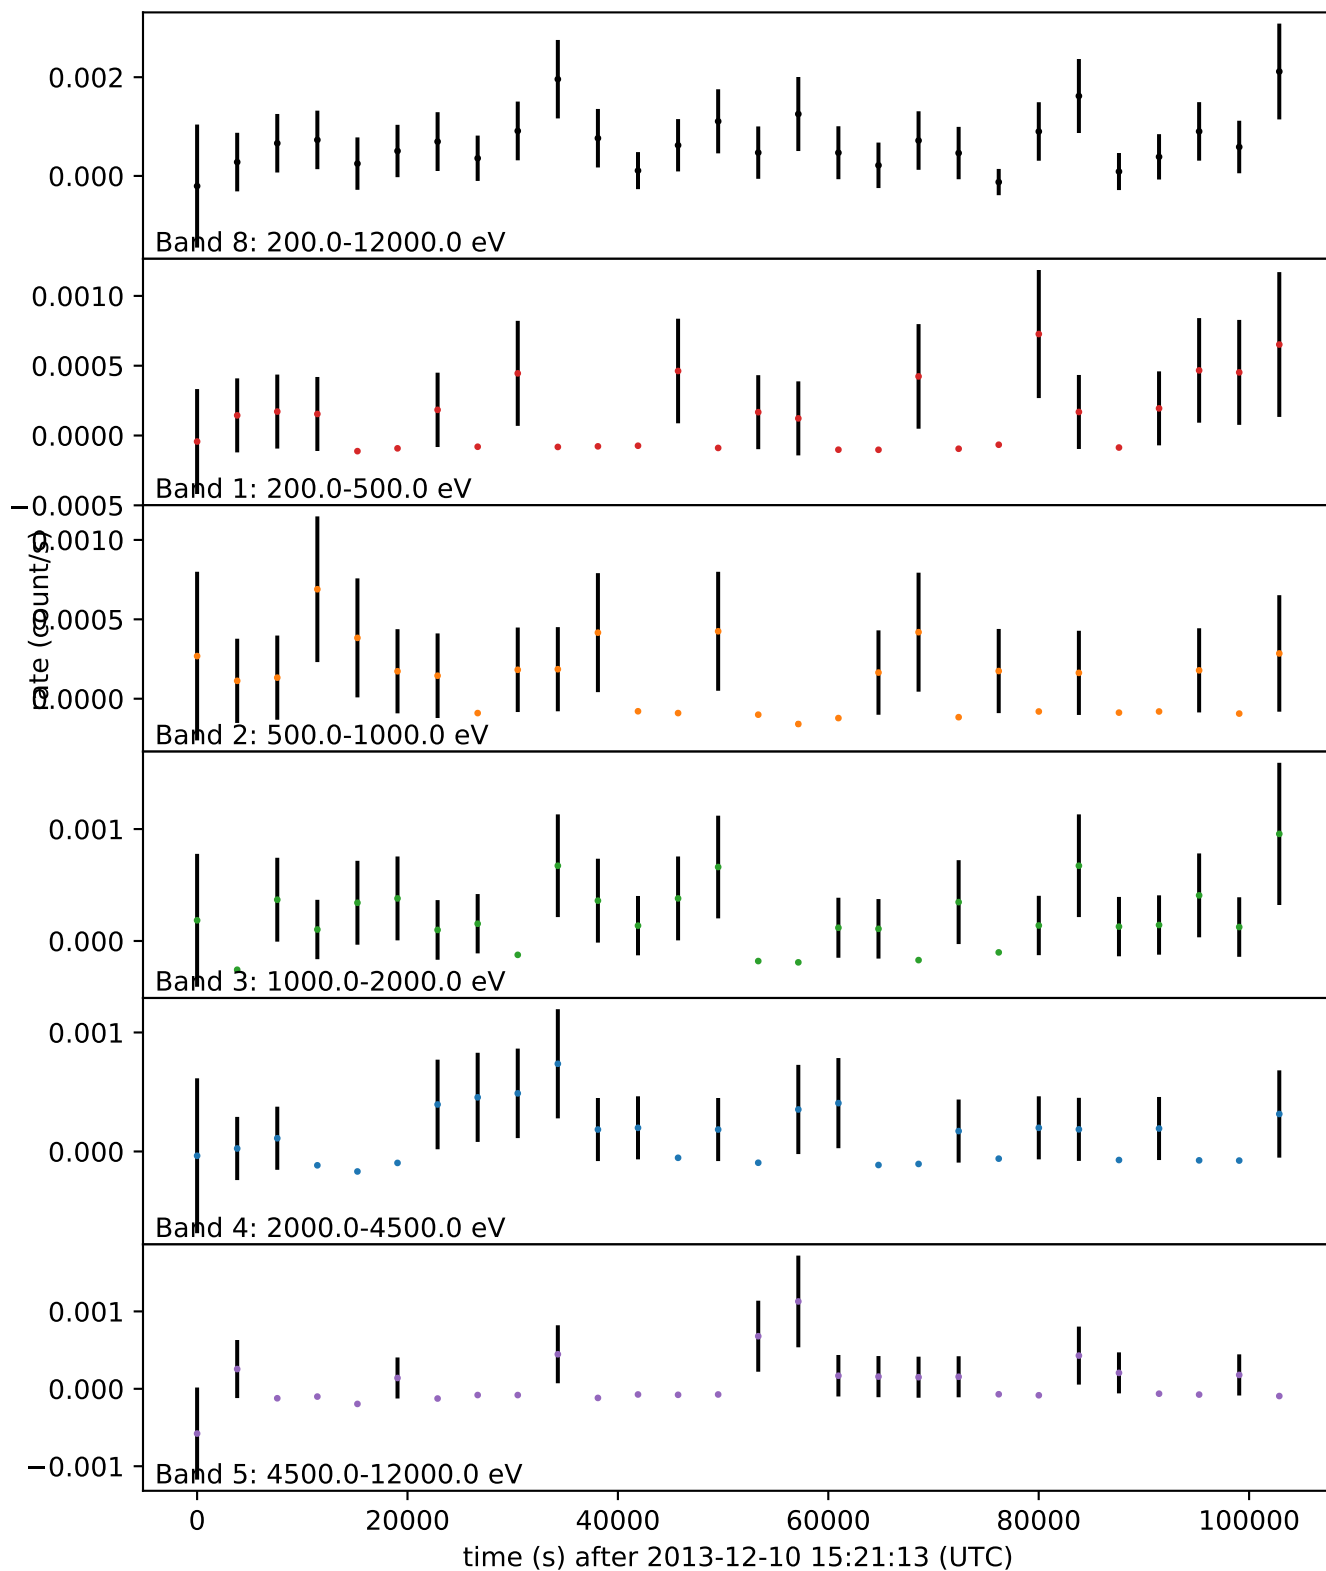 0.002
0.000
Band 8: 200.0-12000.0 eV
0.0010
0.0005
0.0000
−0.0005
Band 1: 200.0-500.0 eV
rate (count/s)
0.0010
0.0005
0.0000
Band 2: 500.0-1000.0 eV
0.001
0.000
Band 3: 1000.0-2000.0 eV
0.001
0.000
Band 4: 2000.0-4500.0 eV
0.001
0.000
−0.001
Band 5: 4500.0-12000.0 eV
0 20000 40000 60000 80000 100000
time (s) after 2013-12-10 15:21:13 (UTC)